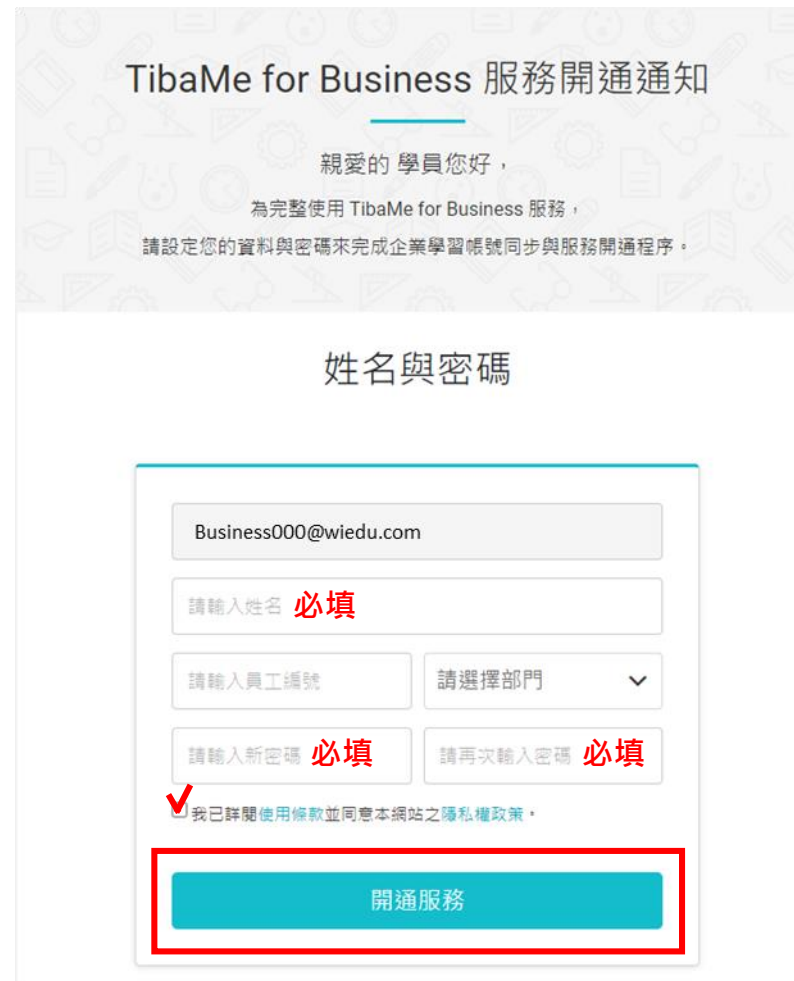 TibaMe for Business 服務開通通知
親愛的 學員您好，
為完整使用 TibaMe for Business 服務，
請設定您的資料與密碼來完成企業學習帳號同步與服務開通程序。
姓名與密碼
Business000@wiedu.com
請輸入姓名 必填
請輸入員工編號 請選擇部門
請輸入新密碼 必填 請再次輸入密碼 必填
我已詳閱使用條款並同意本網站之隱私權政策。
開通服務